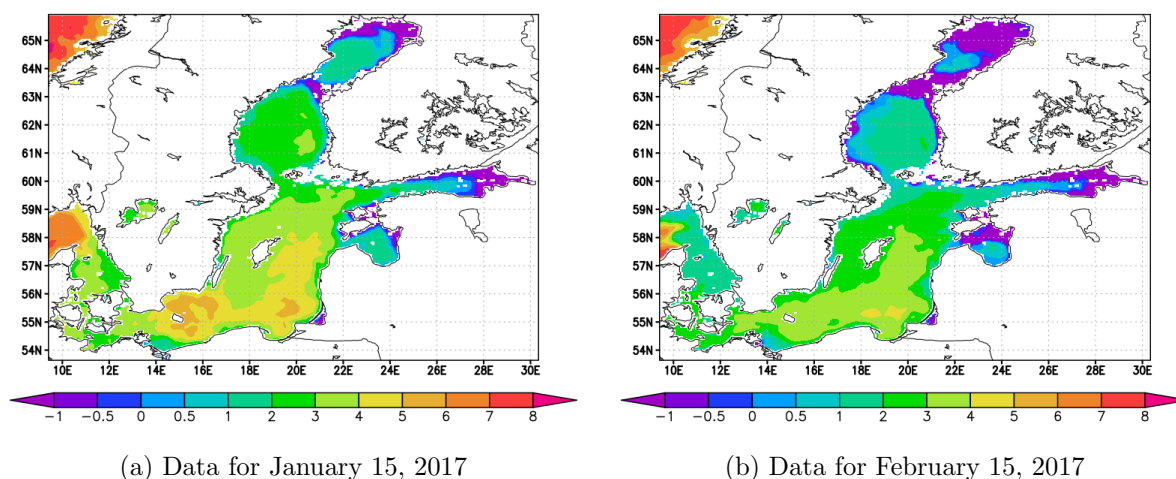 65N
65N
64N
64N
63N
63N
62N
62N
61N
61N
60N
60N
59N
59N
58N
58N
57N
57N
56N
56N
55N
55N
54N
54N
10E 12E 14E 16E 18E 20E 22E 24E 26E 28E 30E
10E 12E 14E 16E 18E 20E 22E 24E 26E 28E 30E
−1 −0.5 0 0.5 1 2 3 4 5 6 7 8
−1 −0.5 0 0.5 1 2 3 4 5 6 7 8
(a) Data for January 15, 2017
(b) Data for February 15, 2017